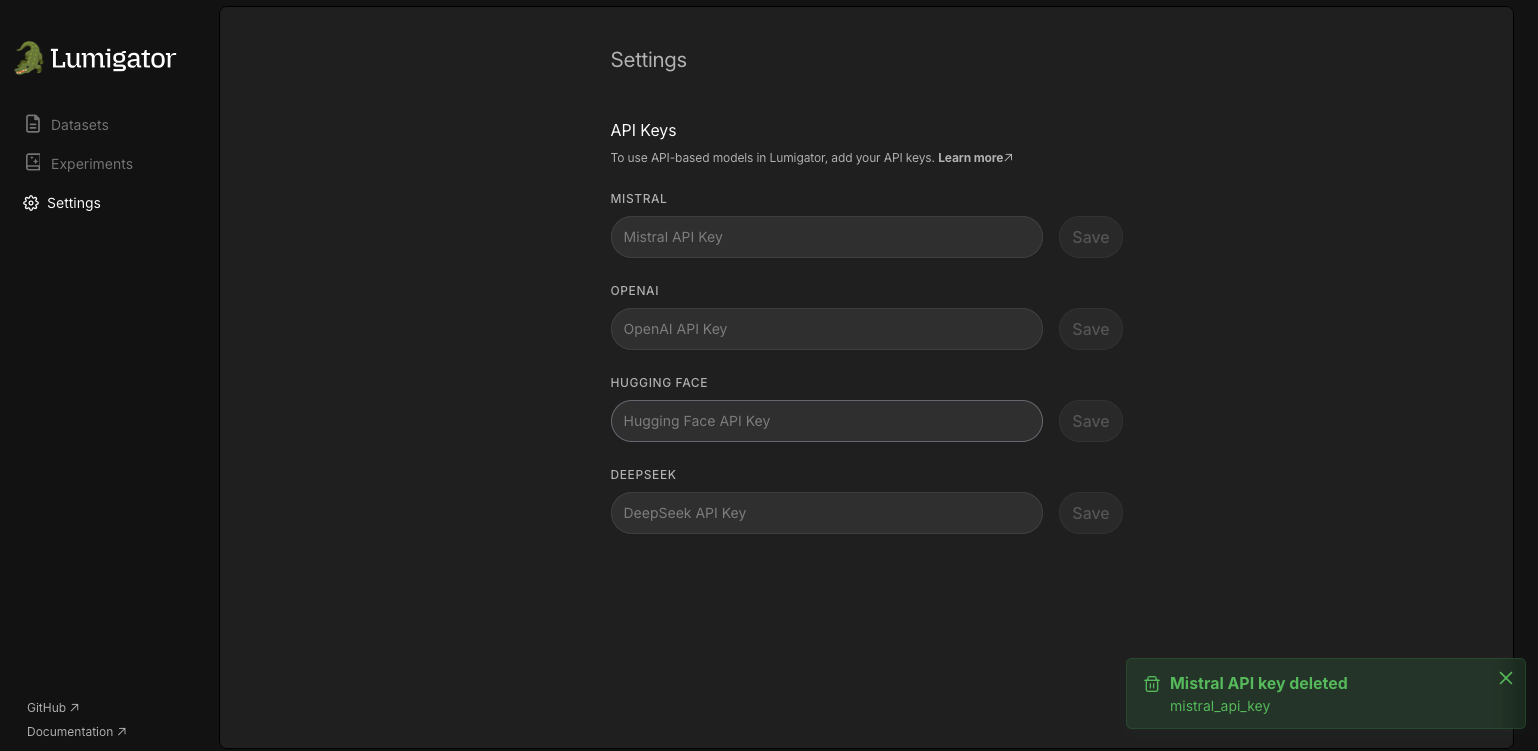 Lumigator
Datasets
Experiments
Settings
GitHub
Documentation
Settings
API Keys
To use API-based models in Lumigator, add your API keys. Learn more
MISTRAL
Mistral API Key Save
OPENAI
OpenAI API Key Save
HUGGING FACE
Hugging Face API Key Save
DEEPSEEK
DeepSeek API Key Save
Mistral API key deleted
mistral_api_key